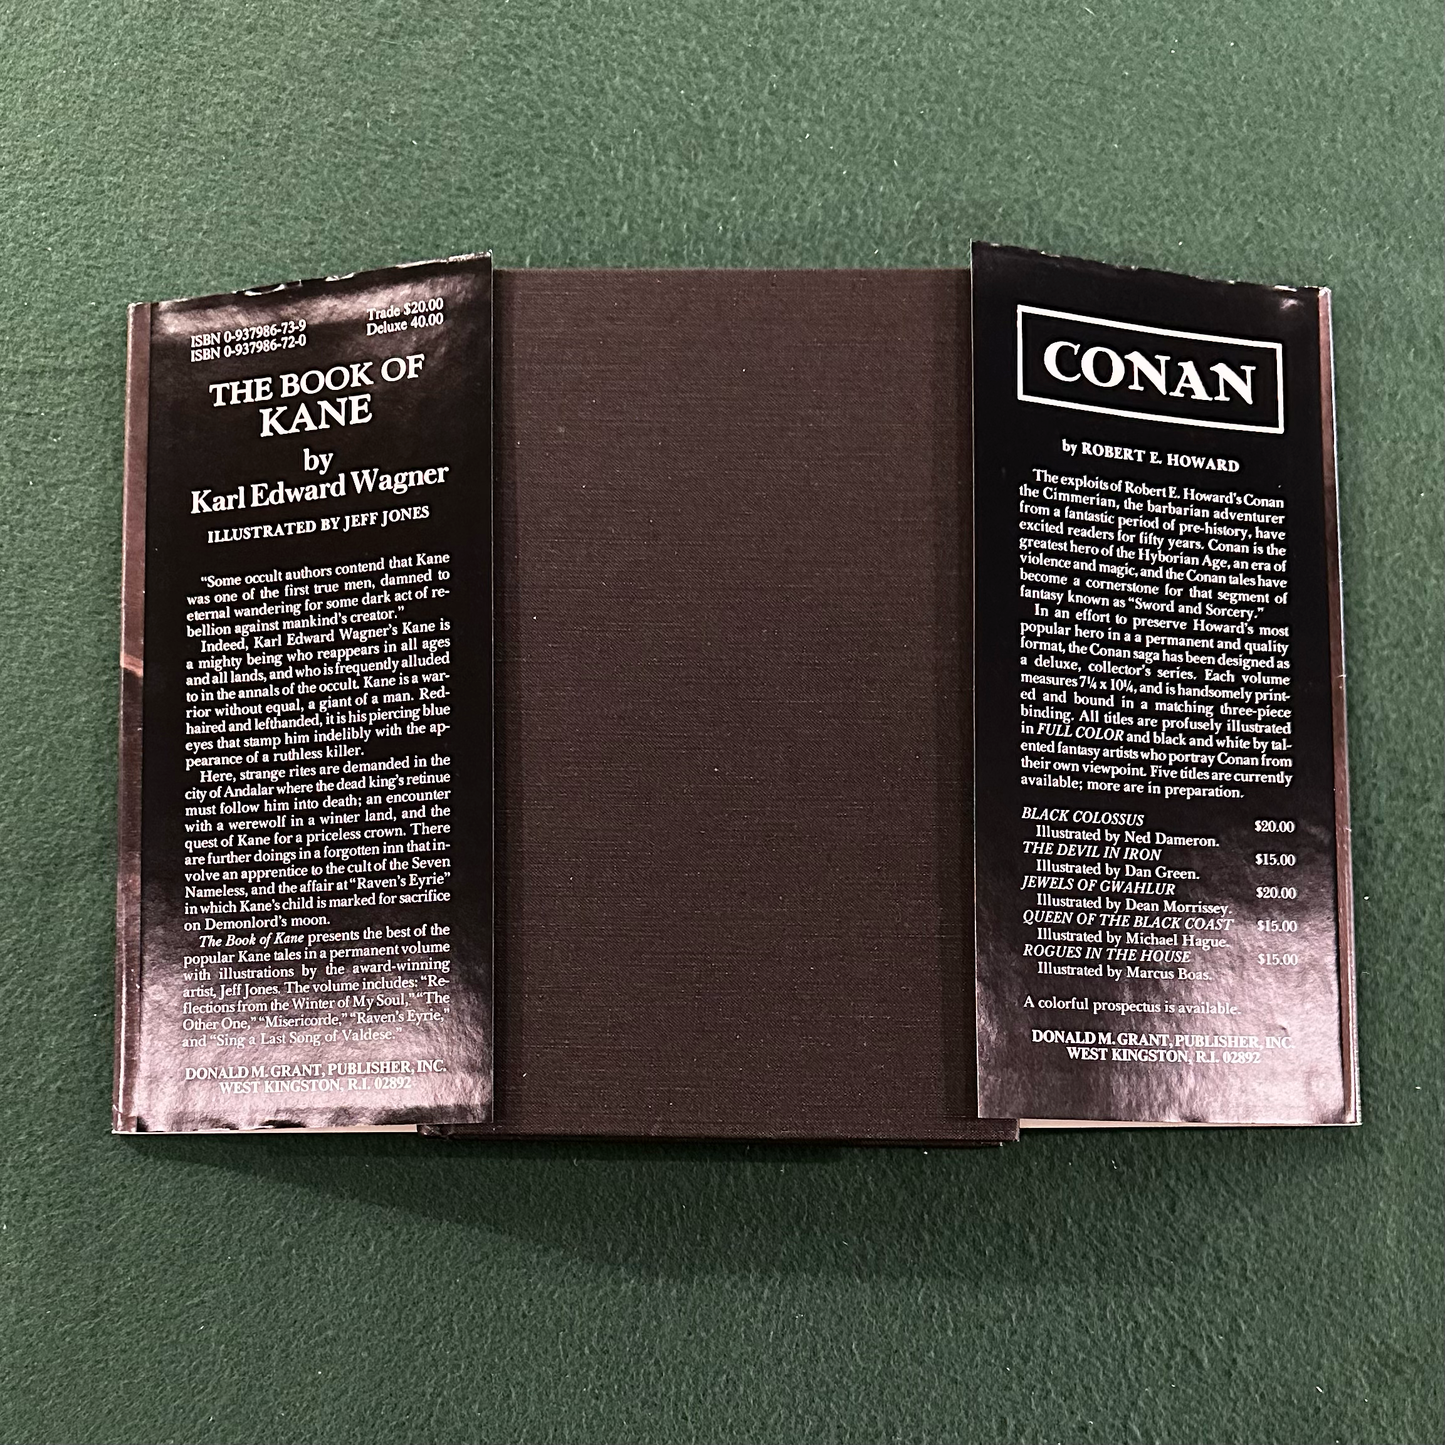 ISBN 0-937986-73-9
ISBN 0-937986-72-0
Trade $20.00
Deluxe 40.00
THE BOOK OF
KANE
by
Karl Edward Wagner
ILLUSTRATED BY JEFF JONES
“Some occult authors contend that Kane
was one of the first true men, damned to
eternal wandering for some dark act of re-
bellion against mankind’s creator.”
Indeed, Karl Edward Wagner’s Kane is
a mighty being who reappears in all ages
and all lands, and who is frequently alluded
to in the annals of the occult. Kane is a war-
rior without equal, a giant of a man. Red-
haired and lefthanded, it is his piercing blue
eyes that stamp him indelibly with the ap-
pearance of a ruthless killer.
Here, strange rites are demanded in the
city of Andalar where the dead king’s retinue
must follow him into death; an encounter
with a werewolf in a winter land, and the
quest of Kane for a priceless crown. There
are further doings in a forgotten inn that in-
volve an apprentice to the cult of the Seven
Nameless, and the affair at “Raven’s Eyrie”
in which Kane’s child is marked for sacrifice
on Demonlord’s moon.
The Book of Kane presents the best of the
popular Kane tales in a permanent volume
with illustrations by the award-winning
artist, Jeff Jones. The volume includes: “Re-
flections from the Winter of My Soul,” “The
Other One,” “Misericorde,” “Raven’s Eyrie,”
and “Sing a Last Song of Valdese.”
DONALD M. GRANT, PUBLISHER, INC.
WEST KINGSTON, R.I. 02892
CONAN
by ROBERT E. HOWARD
The exploits of Robert E. Howard’s Conan
the Cimmerian, the barbarian adventurer
from a fantastic period of pre-history, have
excited readers for fifty years. Conan is the
greatest hero of the Hyborian Age, an era of
violence and magic, and the Conan tales have
become a cornerstone for that segment of
fantasy known as “Sword and Sorcery.”
In an effort to preserve Howard’s most
popular hero in a a permanent and quality
format, the Conan saga has been designed as
a deluxe, collector’s series. Each volume
measures 7¼ x 10¼, and is handsomely print-
ed and bound in a matching three-piece
binding. All titles are profusely illustrated
in FULL COLOR and black and white by tal-
ented fantasy artists who portray Conan from
their own viewpoint. Five titles are currently
available; more are in preparation.
BLACK COLOSSUS $20.00
Illustrated by Ned Dameron.
THE DEVIL IN IRON $15.00
Illustrated by Dan Green.
JEWELS OF GWAHLUR $20.00
Illustrated by Dean Morrissey.
QUEEN OF THE BLACK COAST $15.00
Illustrated by Michael Hague.
ROGUES IN THE HOUSE $15.00
Illustrated by Marcus Boas.
A colorful prospectus is available.
DONALD M. GRANT, PUBLISHER, INC.
WEST KINGSTON, R.I. 02892